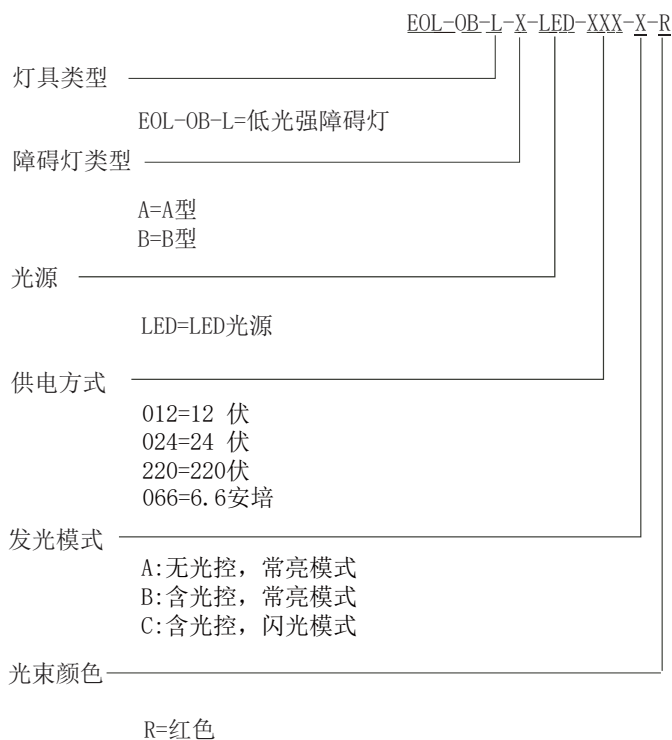 EOL-OB-L-X-LED-XXX-X-R
灯具类型
EOL-OB-L=低光强障碍灯
障碍灯类型
A=A型
B=B型
光源
LED=LED光源
供电方式
012=12 伏
024=24 伏
220=220伏
066=6.6安培
发光模式
A:无光控，常亮模式
B:含光控，常亮模式
C:含光控，闪光模式
光束颜色
R=红色